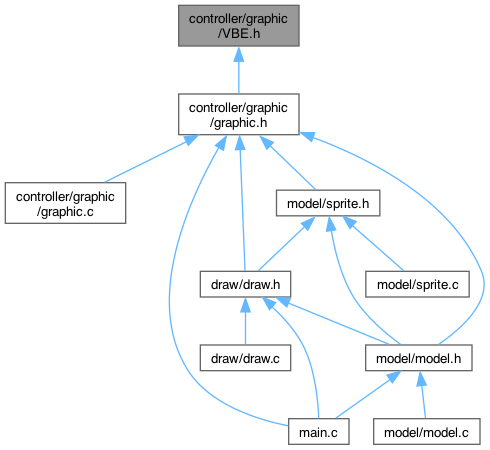 controller/graphic
/VBE.h
controller/graphic
/graphic.h
controller/graphic
/graphic.c
model/sprite.h
draw/draw.h
model/sprite.c
draw/draw.c
model/model.h
main.c
model/model.c